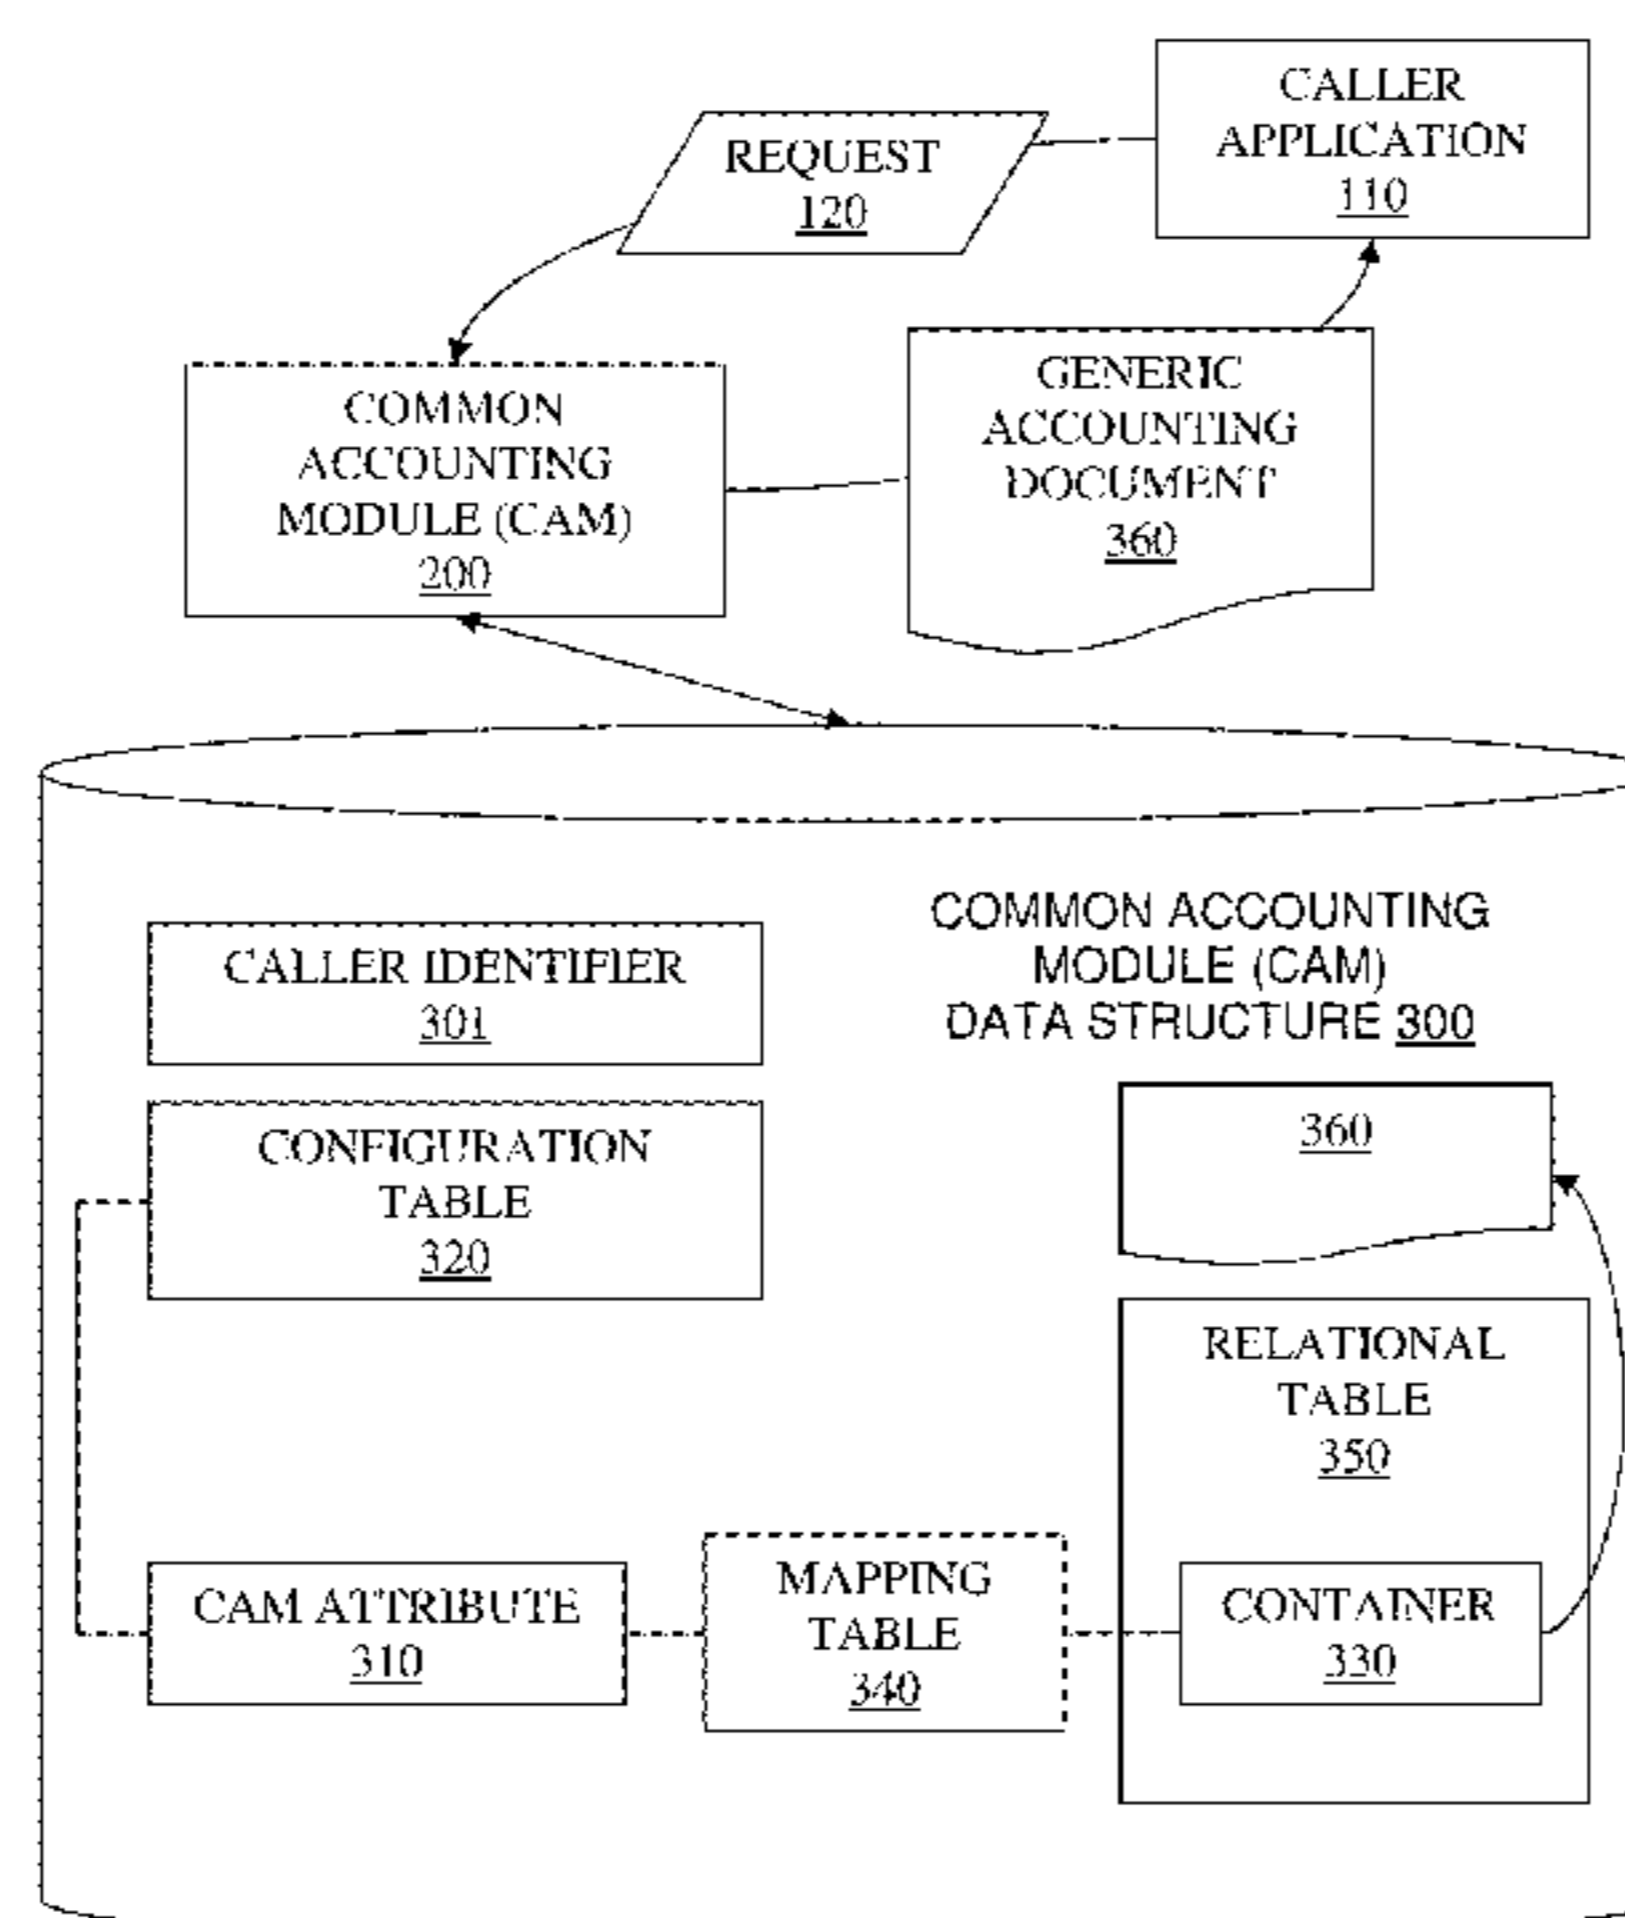 CALLER
APPLICATION
110
REQUEST
120
COMMON
ACCOUNTING
MODULE (CAM)
200
GENERIC
ACCOUNTING
DOCUMENT
360
COMMON ACCOUNTING
MODULE (CAM)
DATA STRUCTURE 300
CALLER IDENTIFIER
301
CONFIGURATION
TABLE
320
360
RELATIONAL
TABLE
350
CAM ATTRIBUTE
310
MAPPING
TABLE
340
CONTAINER
330